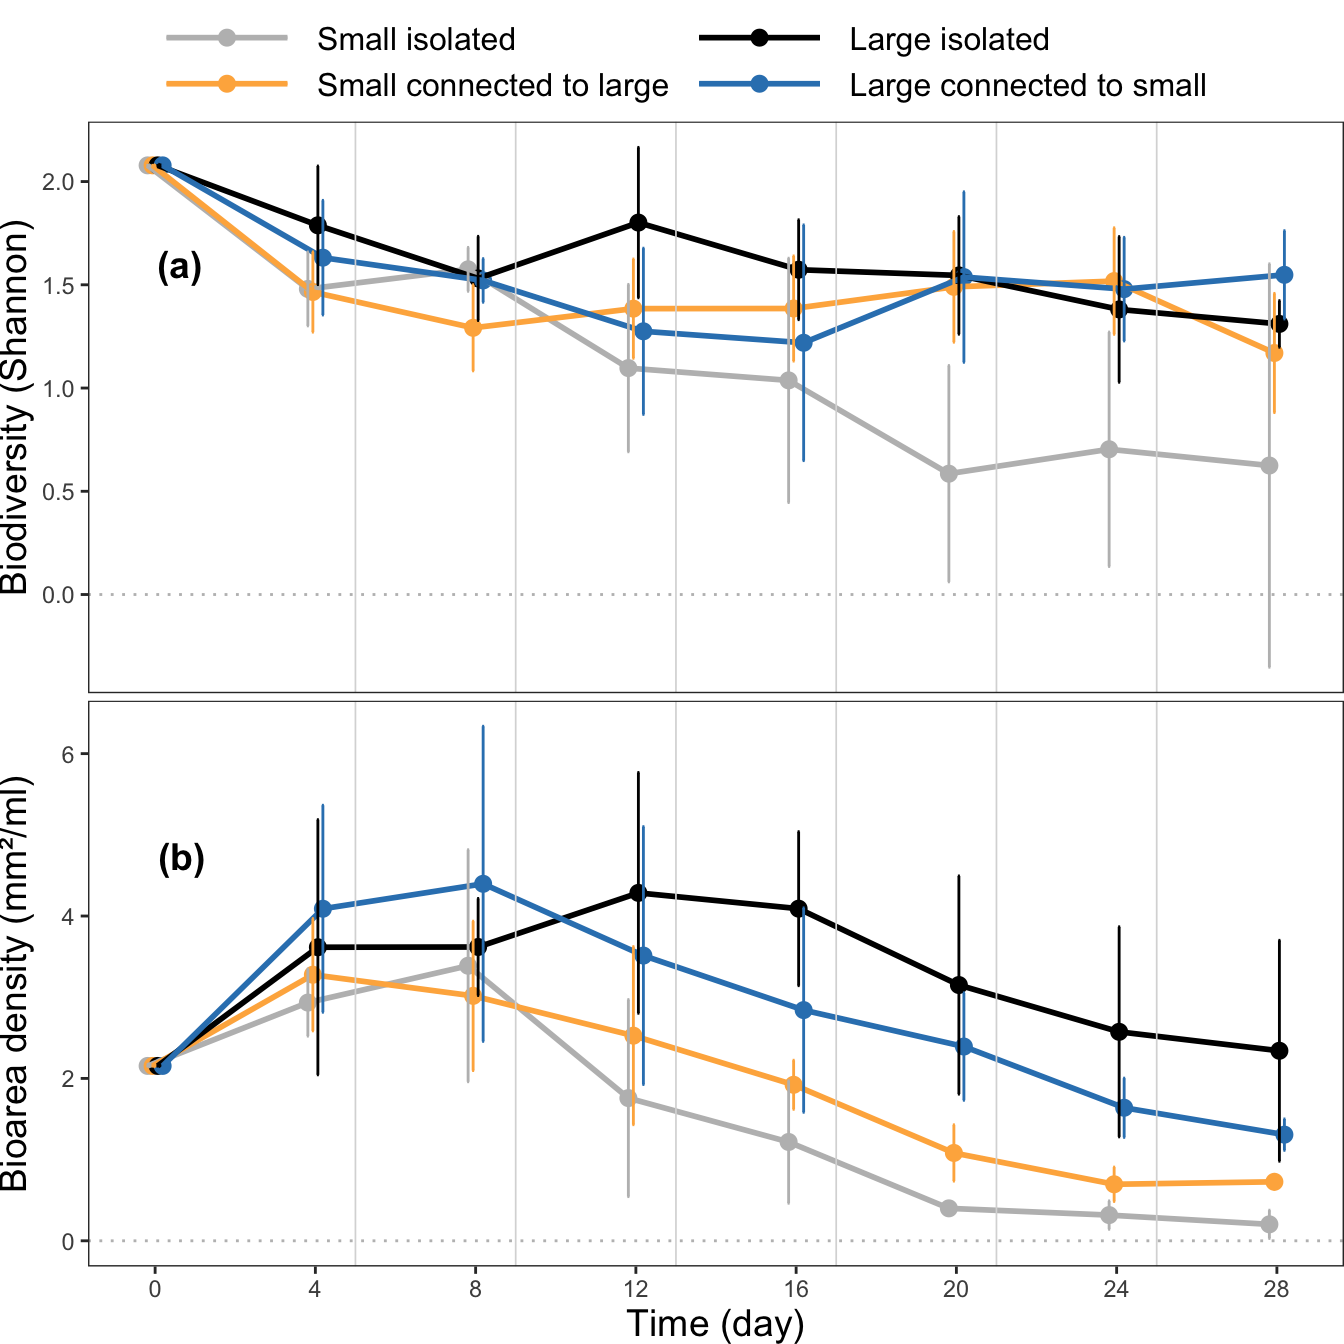 Small isolated
Large isolated
Small connected to large
Large connected to small
Biodiversity (Shannon)
2.0
1.5
1.0
0.5
0.0
(a)
Bioarea density (mm²/ml)
6
4
2
0
(b)
0 4 8 12 16 20 24 28
Time (day)